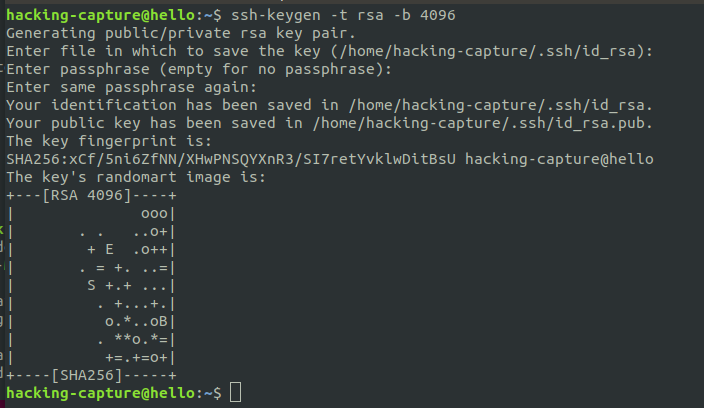 hacking-capture@hello:~$ ssh-keygen -t rsa -b 4096
Generating public/private rsa key pair.
Enter file in which to save the key (/home/hacking-capture/.ssh/id_rsa):
Enter passphrase (empty for no passphrase):
Enter same passphrase again:
Your identification has been saved in /home/hacking-capture/.ssh/id_rsa.
Your public key has been saved in /home/hacking-capture/.ssh/id_rsa.pub.
The key fingerprint is:
SHA256:xCf/5ni6ZfNN/XHwPNSQYXnR3/SI7retYvklwDitBsU hacking-capture@hello
The key's randomart image is:
+---[RSA 4096]----+
|              ooo|
|       . .   ..o+|
|        + E  .o++|
|       . = +. ..=|
|        S +.+ ...|
|         . +...+.|
|          o.*..oB|
|         . **o.*=|
|          +=.+=o+|
+----[SHA256]-----+
hacking-capture@hello:~$